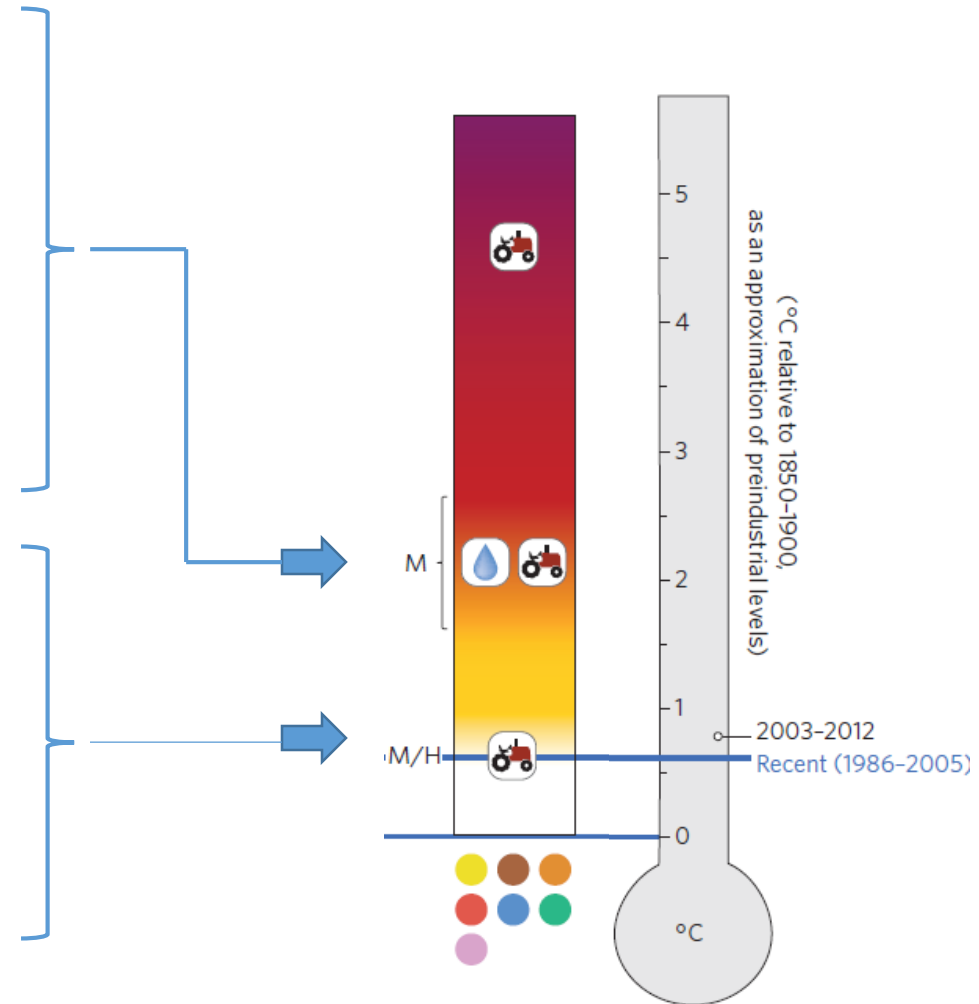 5
4
3
2
1
0
M
M/H
(°C relative to 1850–1900,
as an approximation of preindustrial levels)
2003–2012
Recent (1986–2005)
°C